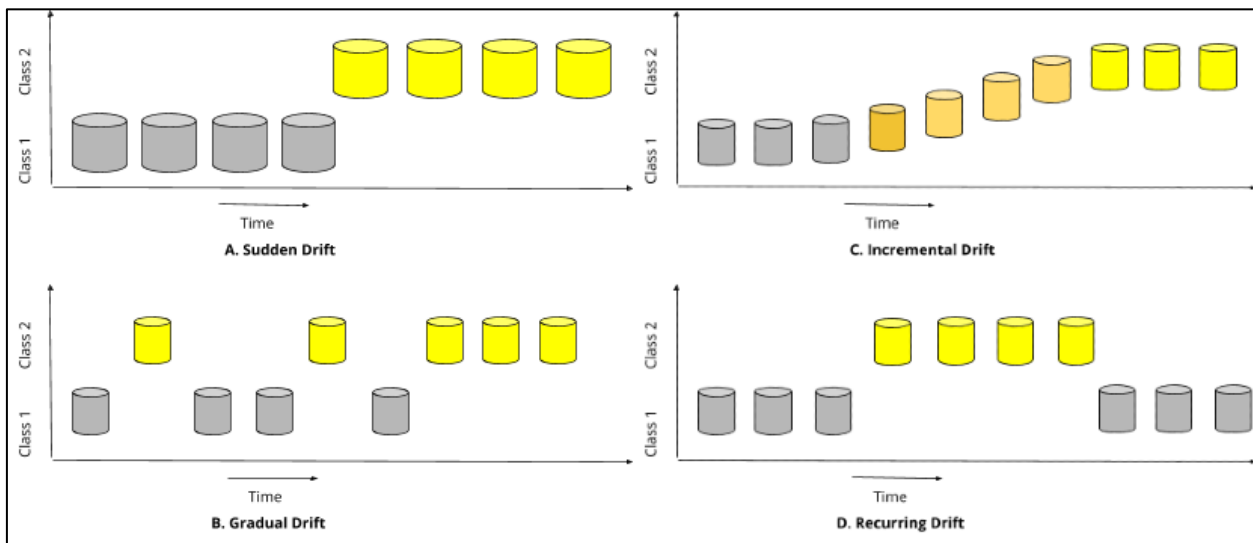 Class 2
Class 1
Time
A. Sudden Drift
Class 2
Class 1
Time
C. Incremental Drift
Class 2
Class 1
Time
B. Gradual Drift
Class 2
Class 1
Time
D. Recurring Drift